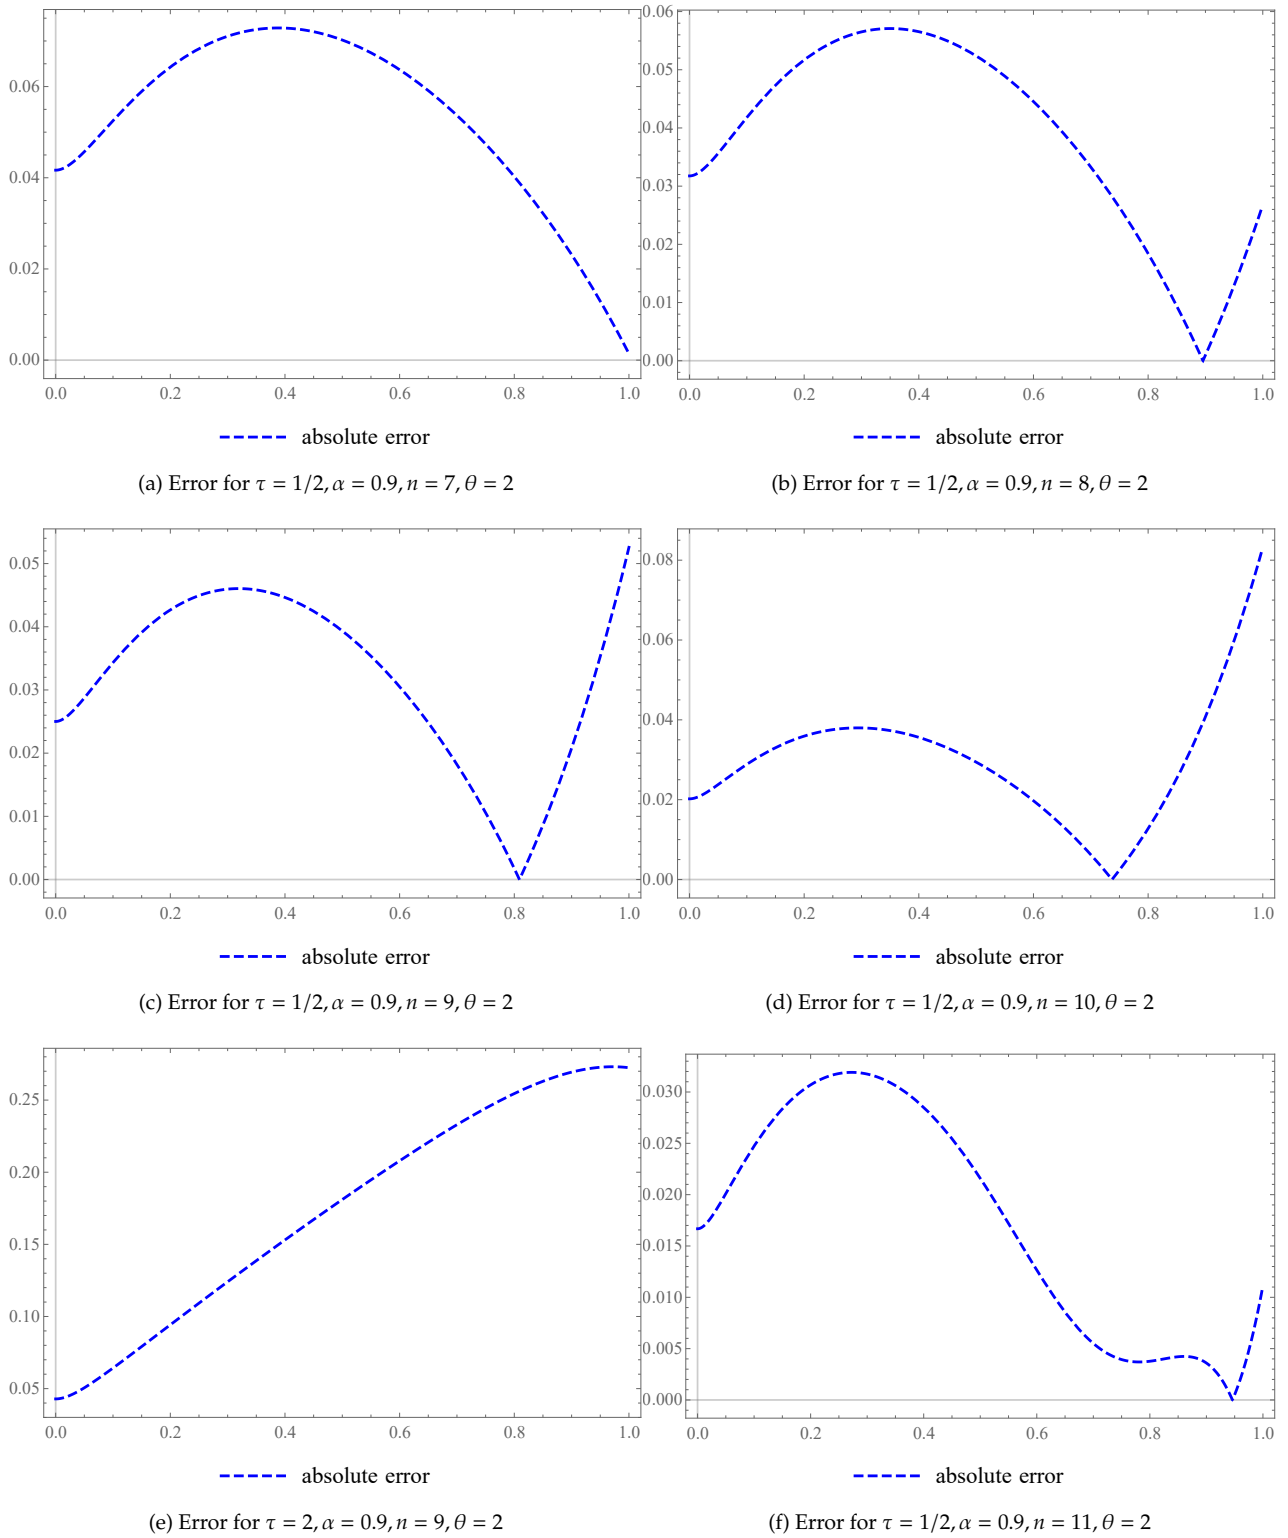 0.06
0.04
0.02
0.00
0.0 0.2 0.4 0.6 0.8 1.0
absolute error
(a) Error for τ = 1/2, α = 0.9, n = 7, θ = 2
0.06
0.05
0.04
0.03
0.02
0.01
0.00
0.0 0.2 0.4 0.6 0.8 1.0
absolute error
(b) Error for τ = 1/2, α = 0.9, n = 8, θ = 2
0.05
0.04
0.03
0.02
0.01
0.00
0.0 0.2 0.4 0.6 0.8 1.0
absolute error
(c) Error for τ = 1/2, α = 0.9, n = 9, θ = 2
0.08
0.06
0.04
0.02
0.00
0.0 0.2 0.4 0.6 0.8 1.0
absolute error
(d) Error for τ = 1/2, α = 0.9, n = 10, θ = 2
0.25
0.20
0.15
0.10
0.05
0.0 0.2 0.4 0.6 0.8 1.0
absolute error
(e) Error for τ = 2, α = 0.9, n = 9, θ = 2
0.030
0.025
0.020
0.015
0.010
0.005
0.000
0.0 0.2 0.4 0.6 0.8 1.0
absolute error
(f) Error for τ = 1/2, α = 0.9, n = 11, θ = 2